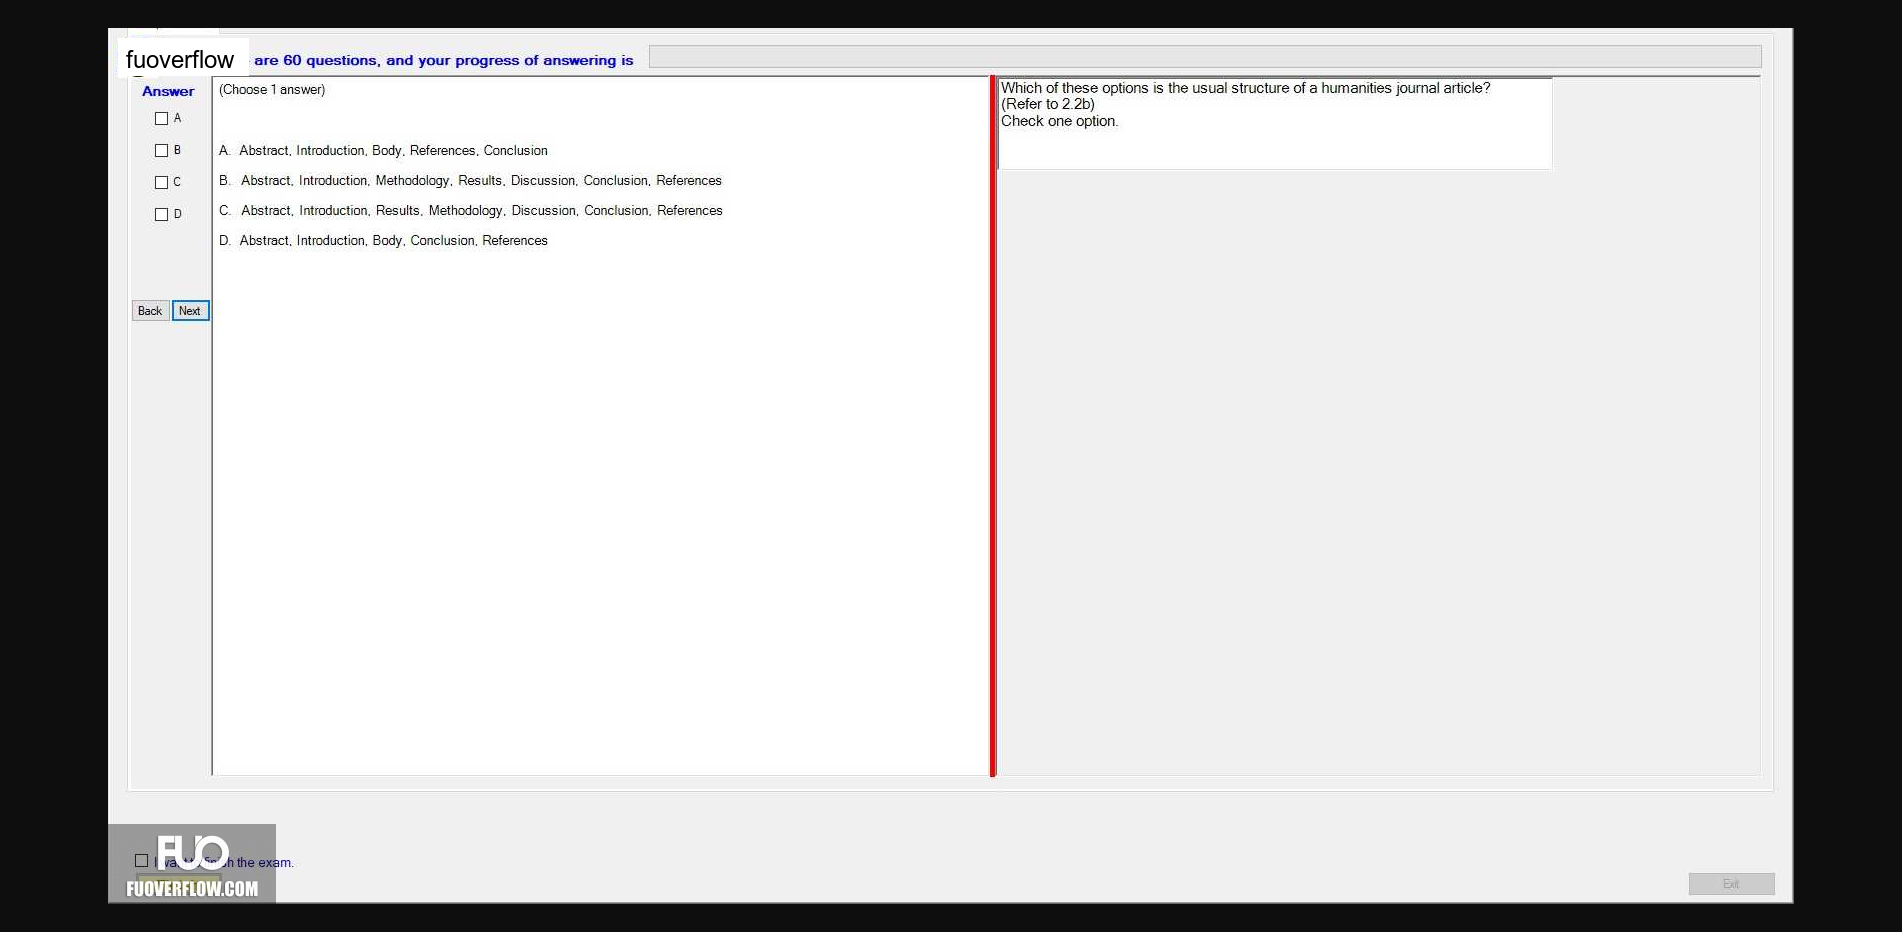 fuoverflow are 60 questions, and your progress of answering is
Answer
(Choose 1 answer)
A
B
C
D
A. Abstract, Introduction, Body, References, Conclusion
B. Abstract, Introduction, Methodology, Results, Discussion, Conclusion, References
C. Abstract, Introduction, Results, Methodology, Discussion, Conclusion, References
D. Abstract, Introduction, Body, Conclusion, References
Back Next
Which of these options is the usual structure of a humanities journal article?
(Refer to 2.2b)
Check one option.
FUO
I want to finish the exam.
FUOVERFLOW.COM
Exit